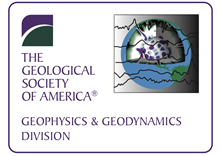 THE
GEOLOGICAL
SOCIETY
OF AMERICA®
GEOPHYSICS & GEODYNAMICS
DIVISION